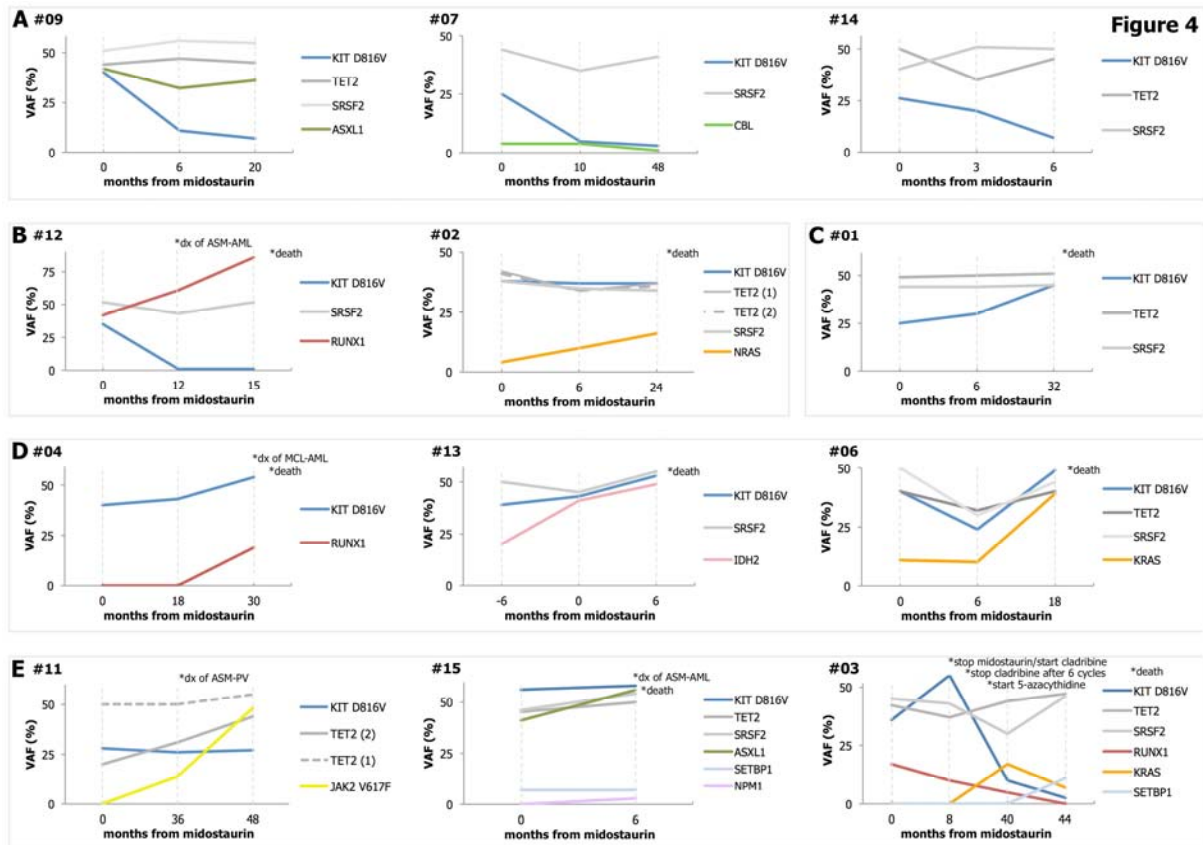 Figure 4
A #09
VAF (%)
50
25
0
0 6 20
months from midostaurin
KIT D816V
TET2
SRSF2
ASXL1
#07
VAF (%)
50
25
0
0 10 48
months from midostaurin
KIT D816V
SRSF2
CBL
#14
VAF (%)
50
25
0
0 3 6
months from midostaurin
KIT D816V
TET2
SRSF2
B #12
*dx of ASM-AML
*death
VAF (%)
75
50
25
0
0 12 15
months from midostaurin
KIT D816V
SRSF2
RUNX1
#02
*death
VAF (%)
50
25
0
0 6 24
months from midostaurin
KIT D816V
TET2 (1)
TET2 (2)
SRSF2
NRAS
C #01
*death
VAF (%)
50
25
0
0 6 32
months from midostaurin
KIT D816V
TET2
SRSF2
D #04
*dx of MCL-AML
*death
VAF (%)
50
25
0
0 18 30
months from midostaurin
KIT D816V
RUNX1
#13
*death
VAF (%)
50
25
0
-6 0 6
months from midostaurin
KIT D816V
SRSF2
IDH2
#06
*death
VAF (%)
50
25
0
0 6 18
months from midostaurin
KIT D816V
TET2
SRSF2
KRAS
E #11
*dx of ASM-PV
VAF (%)
50
25
0
0 36 48
months from midostaurin
KIT D816V
TET2 (2)
TET2 (1)
JAK2 V617F
#15
*dx of ASM-AML
*death
VAF (%)
50
25
0
0 6
months from midostaurin
KIT D816V
TET2
SRSF2
ASXL1
SETBP1
NPM1
#03
*stop midostaurin/start cladribine
*stop cladribine after 6 cycles
*start 5-azacythidine
*death
VAF (%)
50
25
0
0 8 40 44
months from midostaurin
KIT D816V
TET2
SRSF2
RUNX1
KRAS
SETBP1